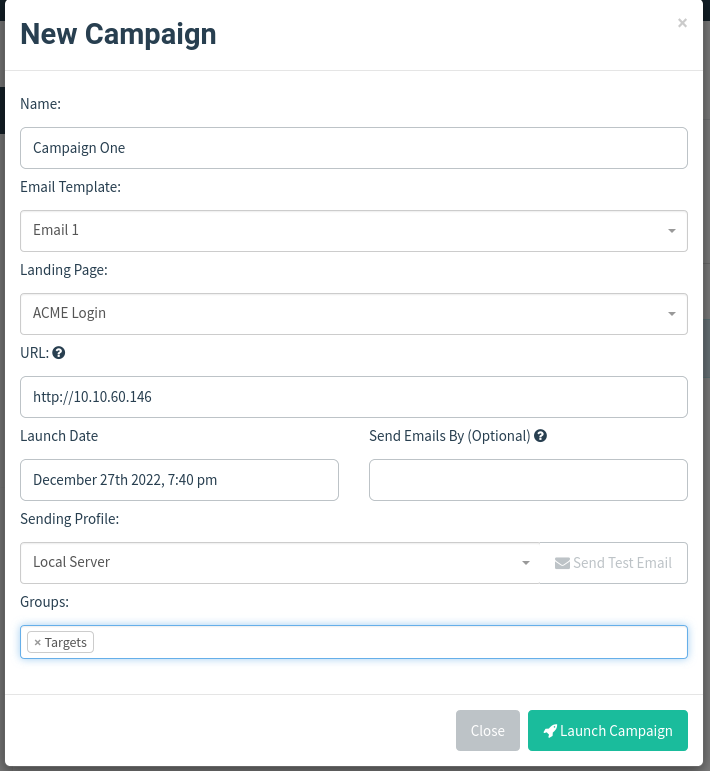 New Campaign
×
Name:
Campaign One
Email Template:
Email 1
Landing Page:
ACME Login
URL:
http://10.10.60.146
Launch Date
Send Emails By (Optional)
December 27th 2022, 7:40 pm
Sending Profile:
Local Server
Send Test Email
Groups:
× Targets
Close
Launch Campaign